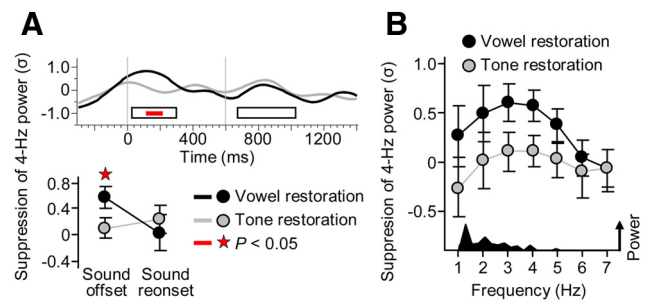 A
Suppression of 4-Hz power (σ)
1.0
0
-1.0
0
400
800
1200
Time (ms)
0.8
0.4
0
-0.4
Sound offset
Sound reonset
Vowel restoration
Tone restoration
P < 0.05
B
Vowel restoration
Tone restoration
Suppresion of 4-Hz power (σ)
1.0
0.5
0
-0.5
Power
1 2 3 4 5 6 7
Frequency (Hz)